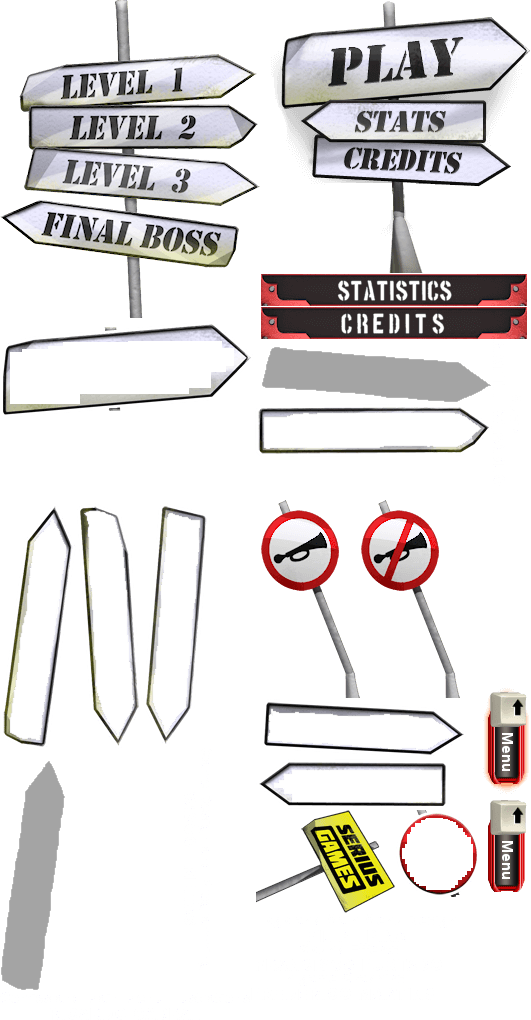 LEVEL 1
LEVEL 2
LEVEL 3
FINAL BOSS
PLAY
STATS
CREDITS
STATISTICS
CREDITS
Menu
SERIUS
GAMES
Menu